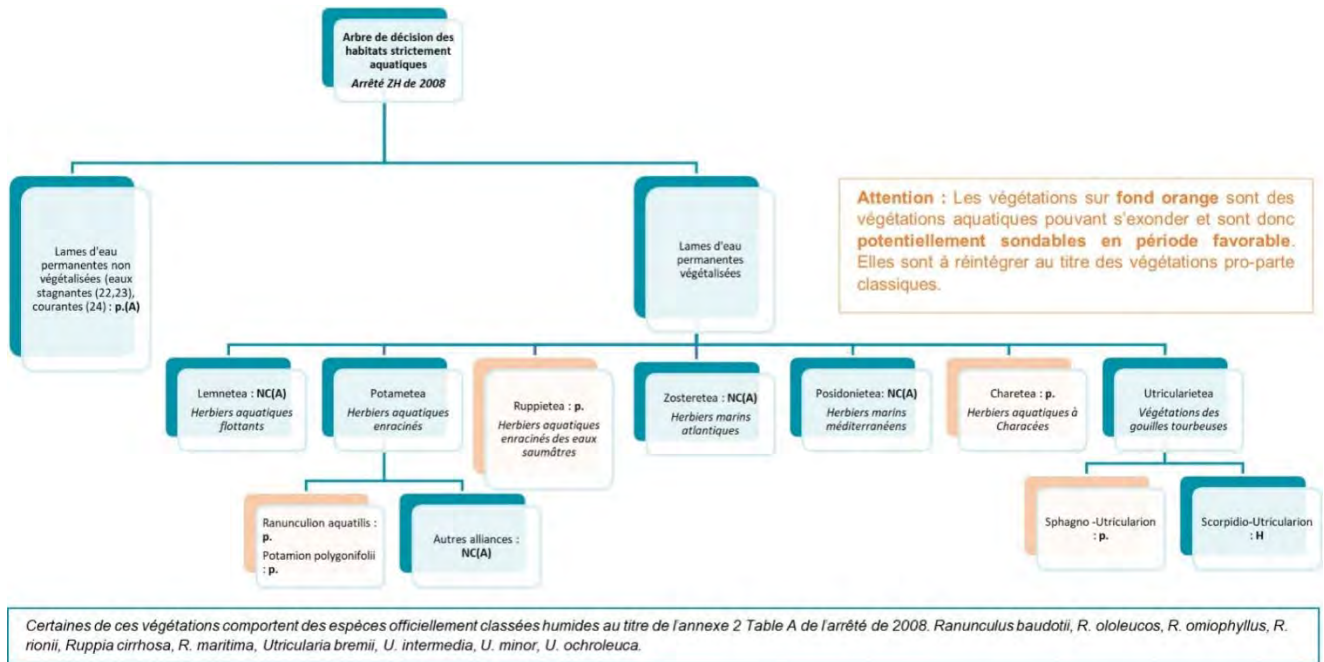 Arbre de décision des
habitats strictement
aquatiques
Arrêté ZH de 2008
Lames d'eau
permanentes non
végétalisées (eaux
stagnantes (22,23),
courantes (24) : p.(A)
Lames d'eau
permanentes
végétalisées
Attention : Les végétations sur fond orange sont des
végétations aquatiques pouvant s'exonder et sont donc
potentiellement sondables en période favorable.
Elles sont à réintégrer au titre des végétations pro-parte
classiques.
Lemnetea : NC(A)
Herbiers aquatiques
flottants
Potametea
Herbiers aquatiques
enracinés
Ruppietea : p.
Herbiers aquatiques
enracinés des eaux
saumâtres
Zosteretea : NC(A)
Herbiers marins
atlantiques
Posidonietea: NC(A)
Herbiers marins
méditerranéens
Charetea : p.
Herbiers aquatiques à
Characées
Utricularietea
Végétations des
gouilles tourbeuses
Ranunculion aquatilis :
p.
Potamion polygonifolii
: p.
Autres alliances :
NC(A)
Sphagno -Utricularion
: p.
Scorpidio-Utricularion
: H
Certaines de ces végétations comportent des espèces officiellement classées humides au titre de l'annexe 2 Table A de l'arrêté de 2008. Ranunculus baudotii, R. ololeucos, R. omiophyllus, R.
rionii, Ruppia cirrhosa, R. maritima, Utricularia bremii, U. intermedia, U. minor, U. ochroleuca.